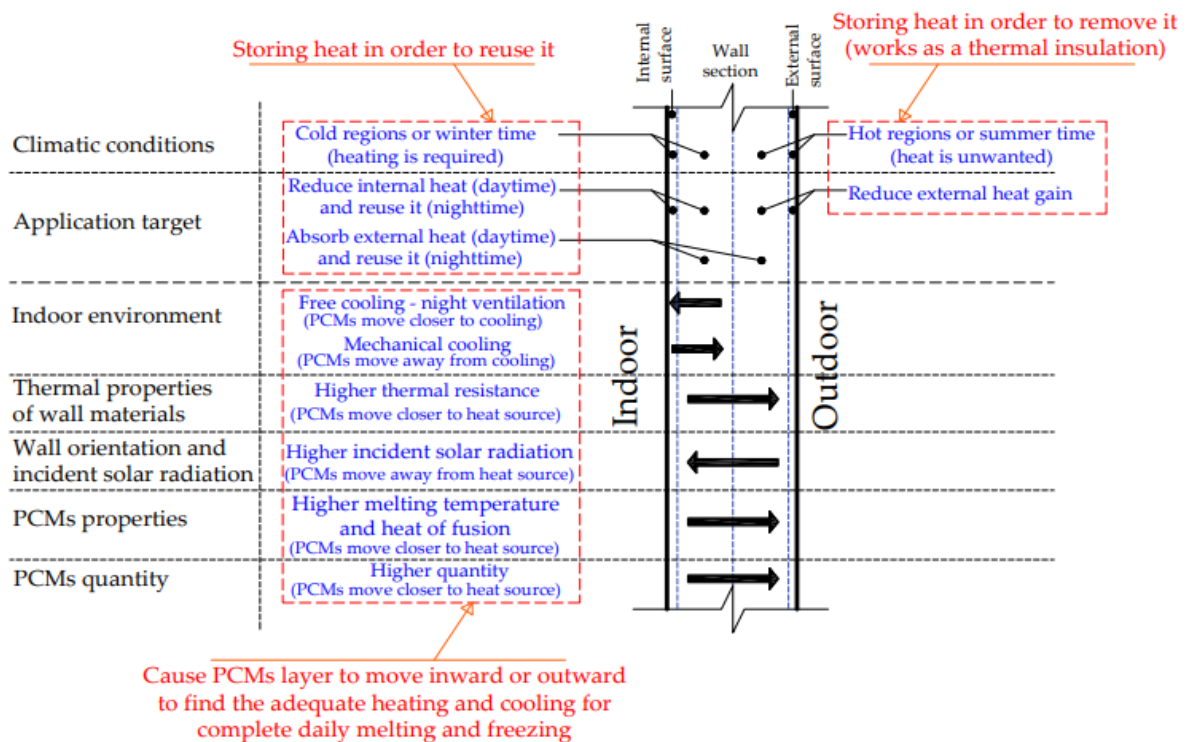 Storing heat in order to reuse it
Internal
surface
Wall
section
External
surface
Storing heat in order to remove it
(works as a thermal insulation)
Climatic conditions
Cold regions or winter time
(heating is required)
Hot regions or summer time
(heat is unwanted)
Application target
Reduce internal heat (daytime)
and reuse it (nighttime)
Reduce external heat gain
Absorb external heat (daytime)
and reuse it (nighttime)
Indoor environment
Free cooling - night ventilation
(PCMs move closer to cooling)
Mechanical cooling
(PCMs move away from cooling)
Indoor
Outdoor
Thermal properties
of wall materials
Higher thermal resistance
(PCMs move closer to heat source)
Wall orientation and
incident solar radiation
Higher incident solar radiation
(PCMs move away from heat source)
PCMs properties
Higher melting temperature
and heat of fusion
(PCMs move closer to heat source)
PCMs quantity
Higher quantity
(PCMs move closer to heat source)
Cause PCMs layer to move inward or outward
to find the adequate heating and cooling for
complete daily melting and freezing